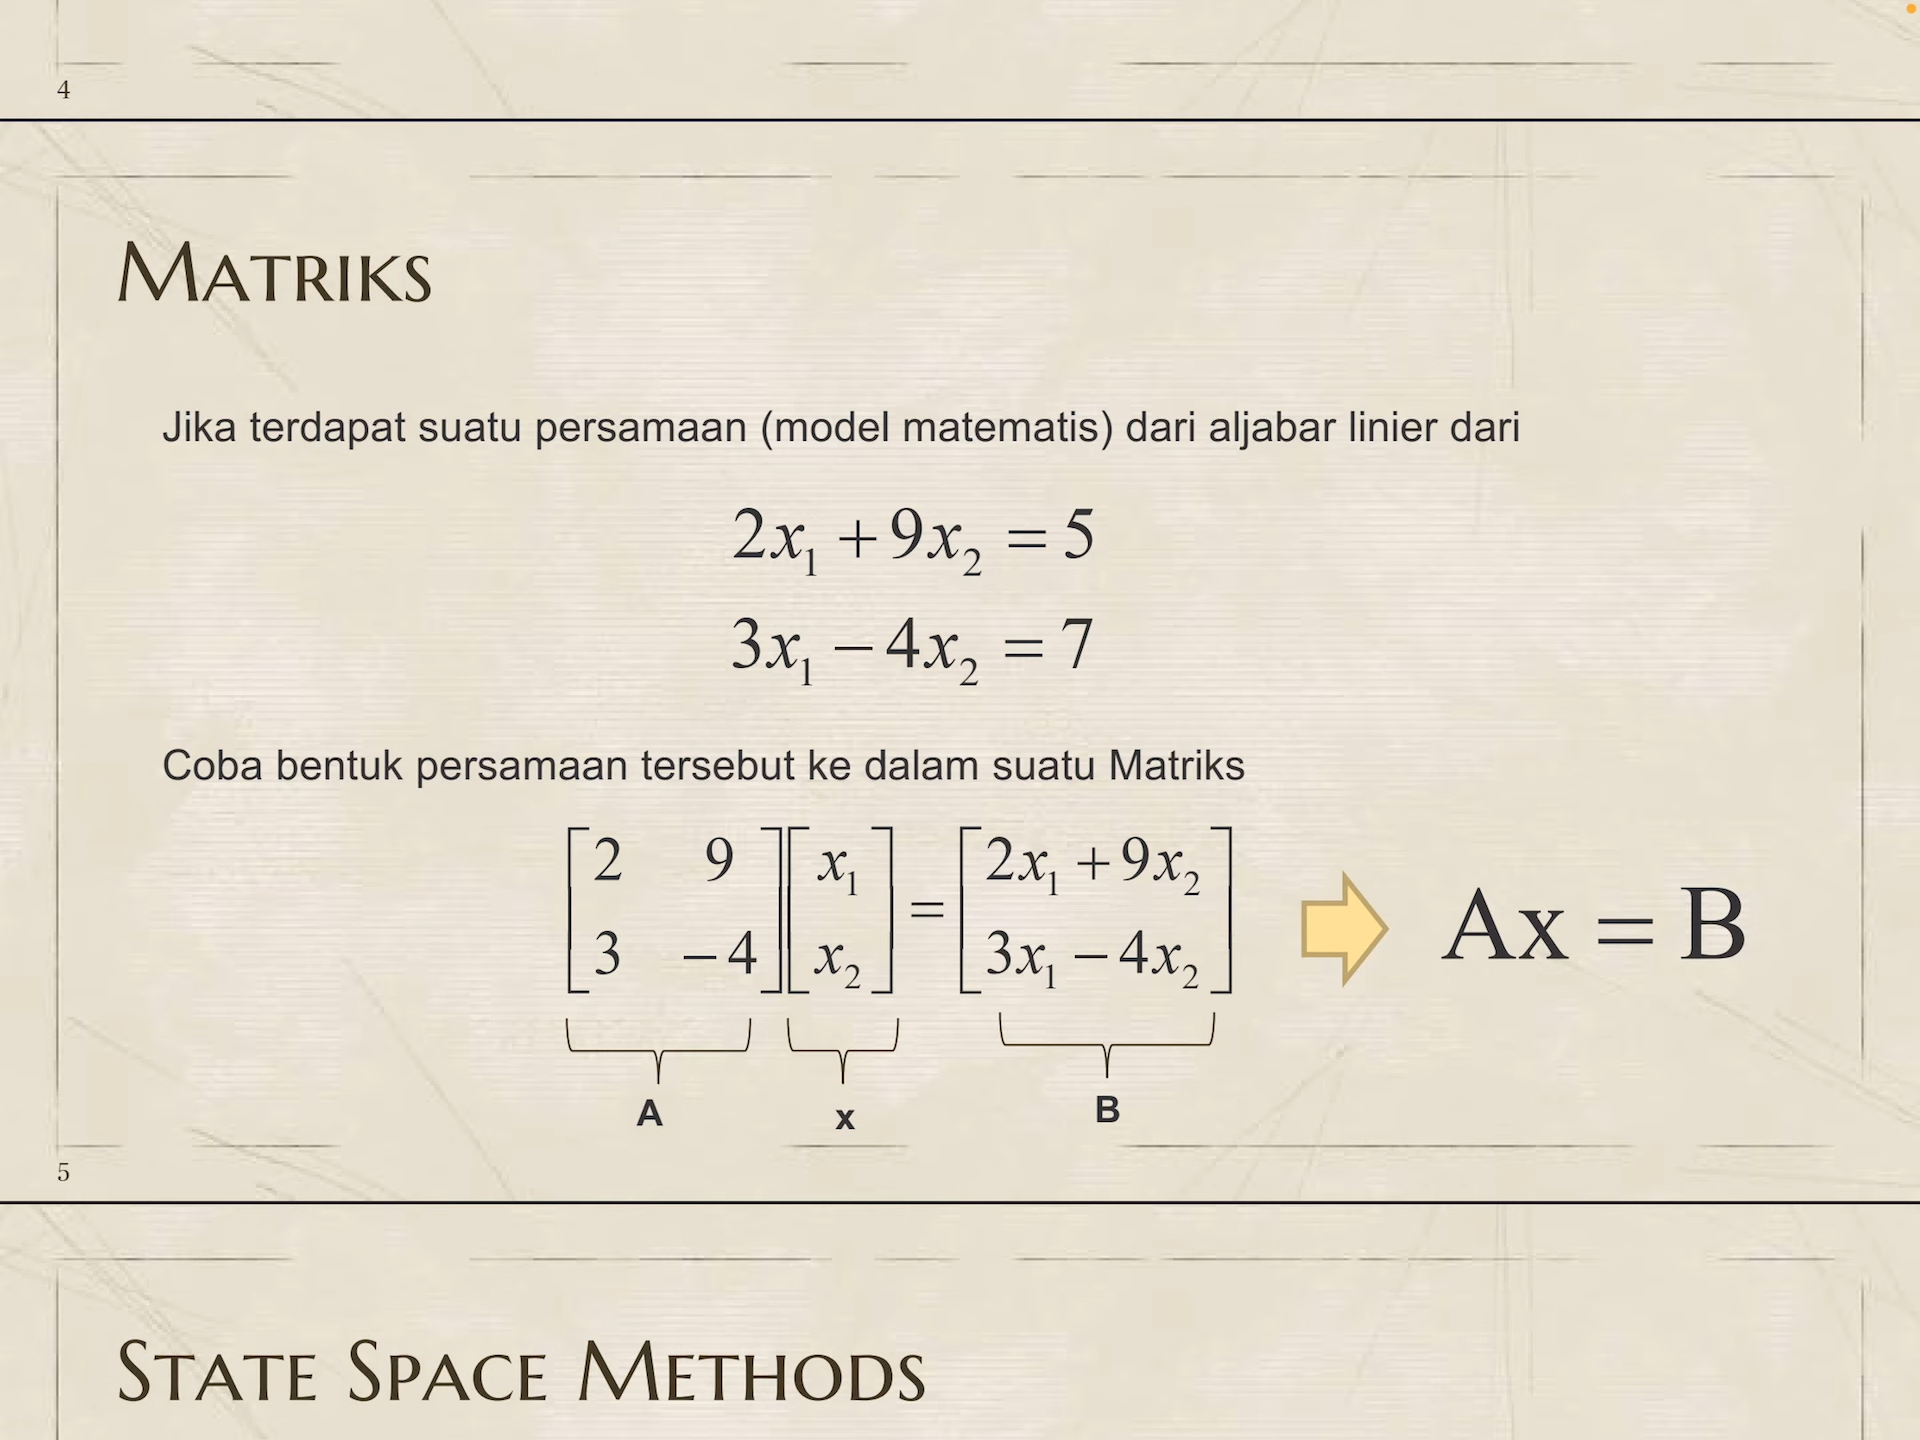 4
Matriks
Jika terdapat suatu persamaan (model matematis) dari aljabar linier dari
2x₁ + 9x₂ = 5
3x₁ − 4x₂ = 7
Coba bentuk persamaan tersebut ke dalam suatu Matriks
[2 9] [x₁] = [2x₁ + 9x₂]
[3 −4] [x₂] [3x₁ − 4x₂]
Ax = B
A x B
5
State Space Methods